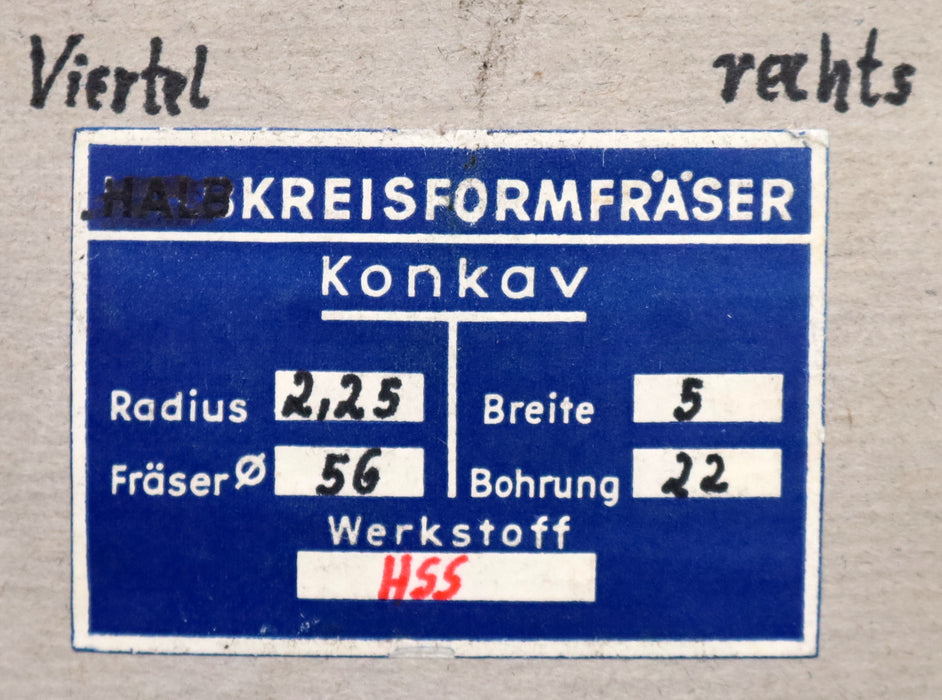 Viertel rechts
HALBKREISFORMFRÄSER
Konkav
Radius 2,25 Breite 5
Fräser Ø 56 Bohrung 22
Werkstoff
HSS